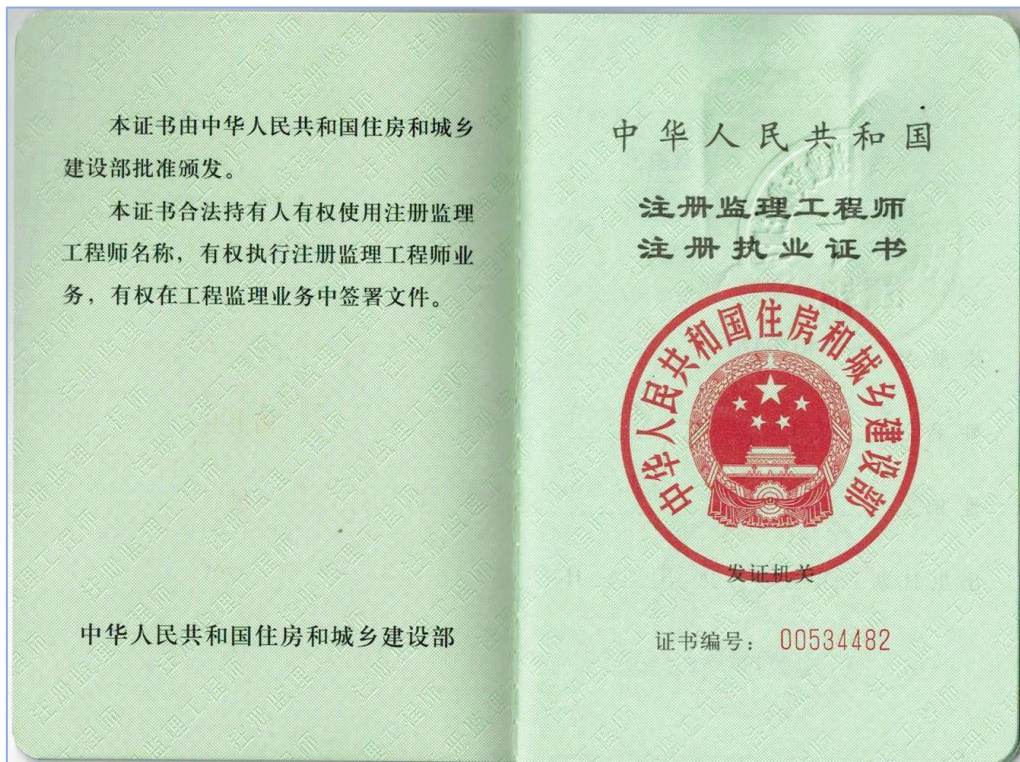 本证书由中华人民共和国住房和城乡
建设部批准颁发。
本证书合法持有人有权使用注册监理
工程师名称，有权执行注册监理工程师业
务，有权在工程监理业务中签署文件。
中华人民共和国住房和城乡建设部
中华人民共和国
注册监理工程师
注册执业证书
中华人民共和国住房和城乡建设部
发证机关
证书编号： 00534482